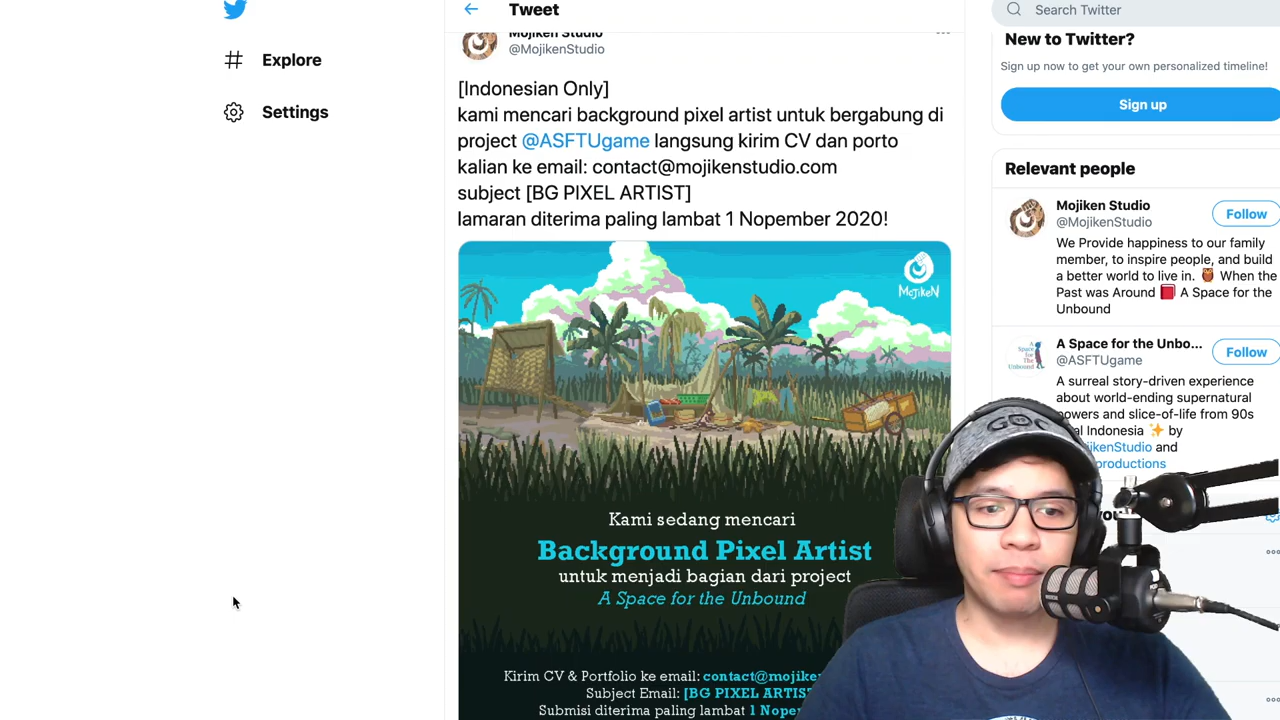 Tweet
Search Twitter
Explore
Settings
Mojiken Studio
@MojikenStudio
[Indonesian Only]
kami mencari background pixel artist untuk bergabung di
project @ASFTUgame langsung kirim CV dan porto
kalian ke email: contact@mojikenstudio.com
subject [BG PIXEL ARTIST]
lamaran diterima paling lambat 1 Nopember 2020!
MojikeN
Kami sedang mencari
Background Pixel Artist
untuk menjadi bagian dari project
A Space for the Unbound
Kirim CV & Portfolio ke email: contact@mojike
Subject Email: [BG PIXEL ARTIS
Submisi diterima paling lambat 1 Nope
New to Twitter?
Sign up now to get your own personalized timeline!
Sign up
Relevant people
Mojiken Studio
@MojikenStudio
Follow
We Provide happiness to our family
member, to inspire people, and build
a better world to live in. 🦉 When the
Past was Around 📕 A Space for the
Unbound
A Space for the Unbo...
@ASFTUgame
Follow
A surreal story-driven experience
about world-ending supernatural
powers and slice-of-life from 90s
Indonesia ✨ by
and
productions
GOC